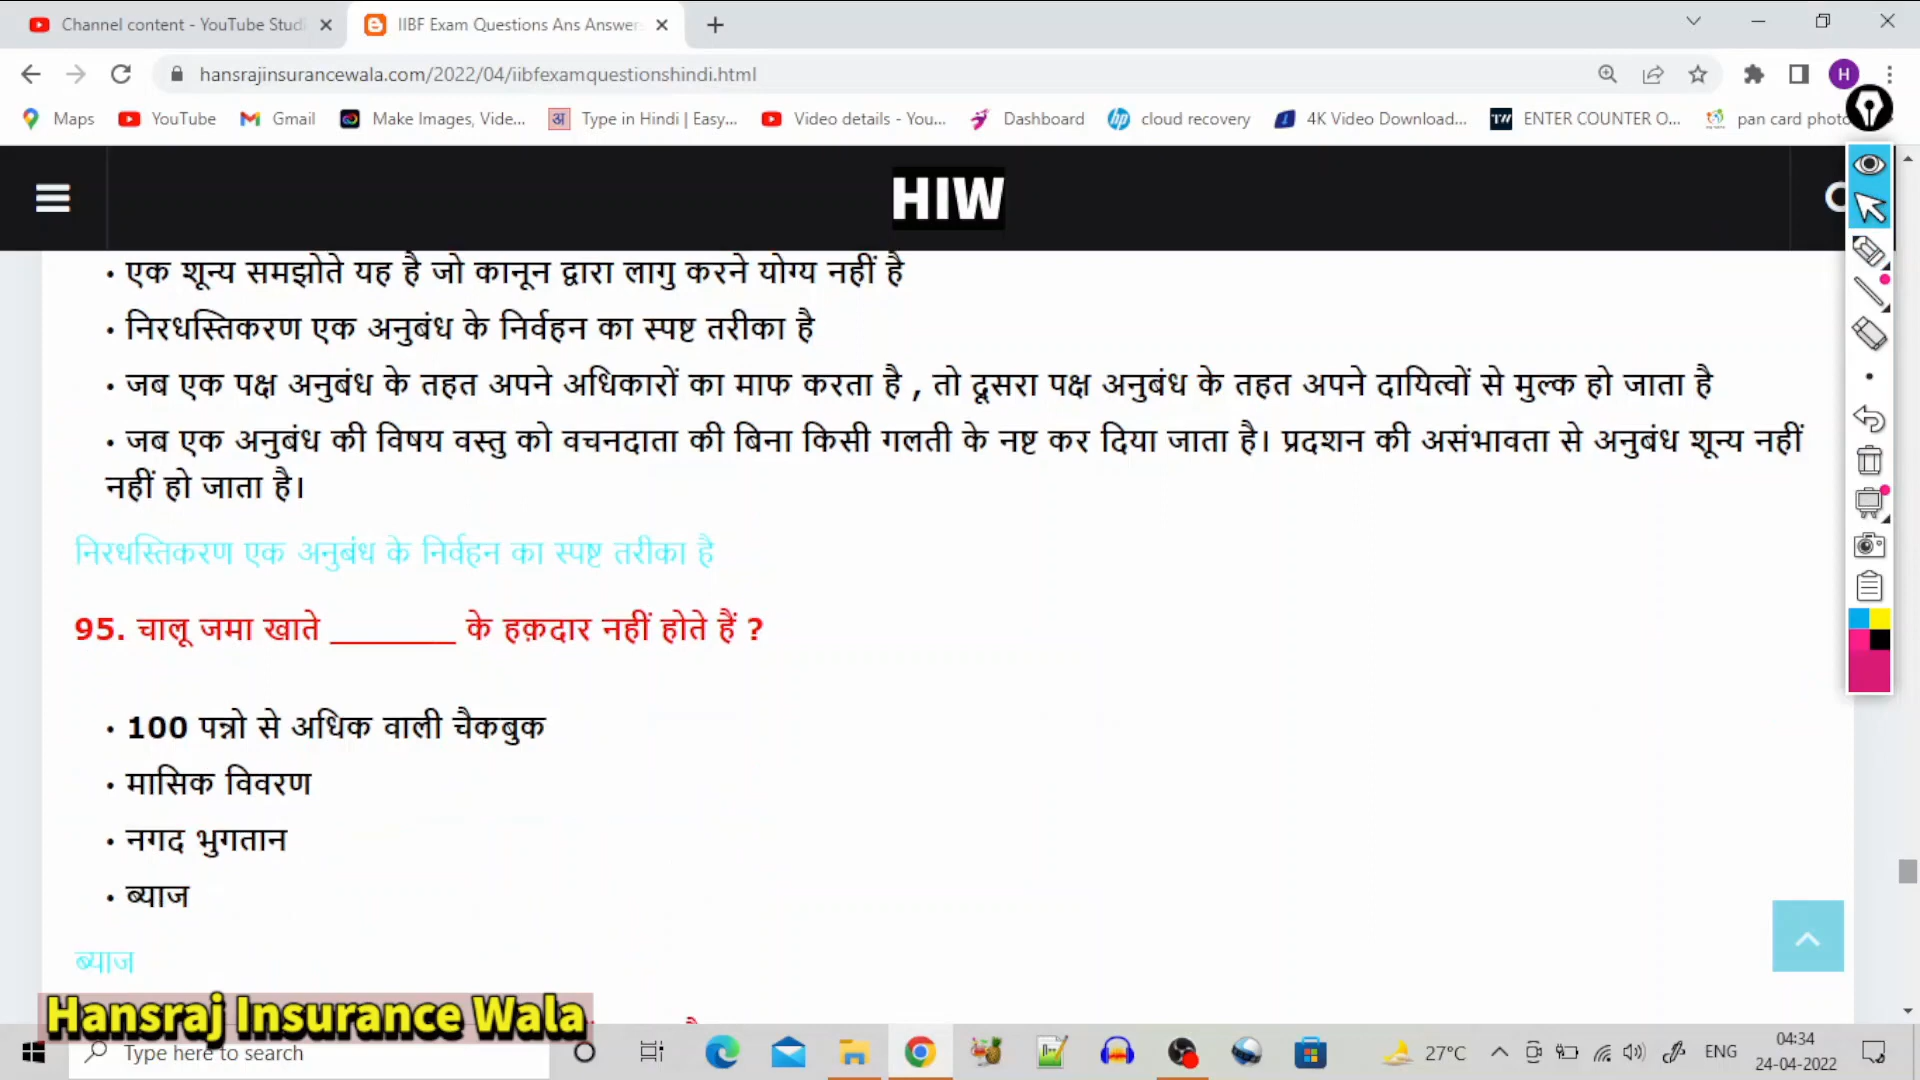 Channel content - YouTube Studi
IIBF Exam Questions Ans Answers
hansrajinsurancewala.com/2022/04/iibfexamquestionshindi.html
H
Maps YouTube Gmail Make Images, Vide... Type in Hindi | Easy... Video details - You... Dashboard cloud recovery 4K Video Download... ENTER COUNTER O... pan card photo
HIW
• एक शून्य समझोते यह है जो कानून द्वारा लागु करने योग्य नहीं है
• निरधस्तिकरण एक अनुबंध के निर्वहन का स्पष्ट तरीका है
• जब एक पक्ष अनुबंध के तहत अपने अधिकारों का माफ करता है , तो दूसरा पक्ष अनुबंध के तहत अपने दायित्वों से मुल्क हो जाता है
• जब एक अनुबंध की विषय वस्तु को वचनदाता की बिना किसी गलती के नष्ट कर दिया जाता है। प्रदशन की असंभावता से अनुबंध शून्य नहीं
नहीं हो जाता है।
निरधस्तिकरण एक अनुबंध के निर्वहन का स्पष्ट तरीका है
95. चालू जमा खाते _______ के हक़दार नहीं होते हैं ?
• 100 पन्नो से अधिक वाली चैकबुक
• मासिक विवरण
• नगद भुगतान
• ब्याज
ब्याज
Hansraj Insurance Wala
Type here to search
27°C
ENG
04:34
24-04-2022